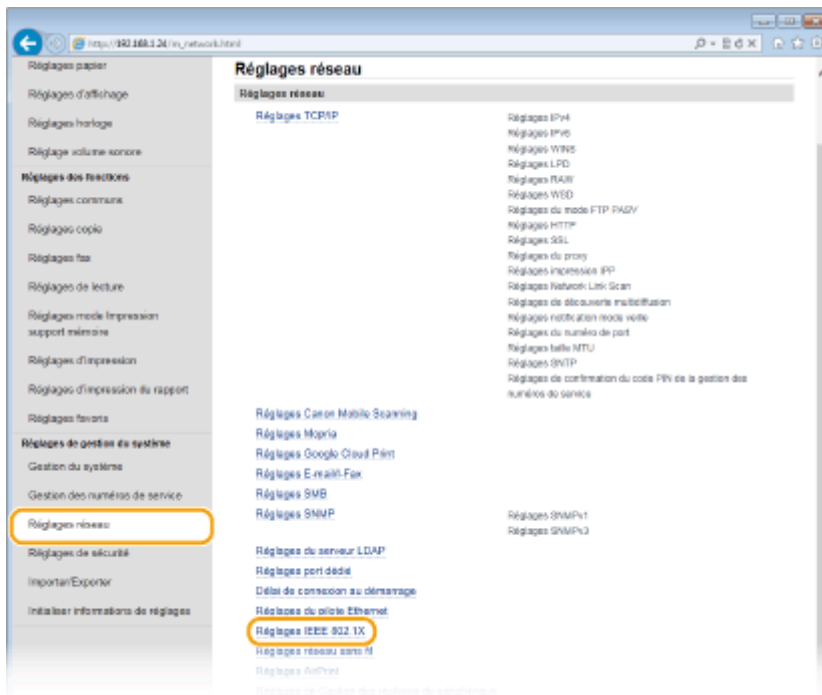 http://192.168.1.24/m_network.html
Réglages papier
Réglages d'affichage
Réglages horloge
Réglage volume sonore
Réglages des fonctions
Réglages communs
Réglages copie
Réglages fax
Réglages de lecture
Réglages mode Impression
support mémoire
Réglages d'impression
Réglages d'impression du rapport
Réglages favoris
Réglages de gestion du système
Gestion du système
Gestion des numéros de service
Réglages réseau
Réglages de sécurité
Importer/Exporter
Initialiser informations de réglages
Réglages réseau
Réglages réseau
Réglages TCP/IP
Réglages IPv4
Réglages IPv6
Réglages WINS
Réglages LPD
Réglages RAW
Réglages WSD
Réglages du mode FTP PASV
Réglages HTTP
Réglages SSL
Réglages du proxy
Réglages impression IPP
Réglages Network Link Scan
Réglages de découverte multidiffusion
Réglages notification mode veille
Réglages du numéro de port
Réglages taille MTU
Réglages SNTP
Réglages de confirmation du code PIN de la gestion des
numéros de service
Réglages Canon Mobile Scanning
Réglages Mopria
Réglages Google Cloud Print
Réglages E-mail/I-Fax
Réglages SMB
Réglages SNMP
Réglages SNMPv1
Réglages SNMPv3
Réglages du serveur LDAP
Réglages port dédié
Délai de connexion au démarrage
Réglages du pilote Ethernet
Réglages IEEE 802.1X
Réglages réseau sans fil
Réglages AirPrint